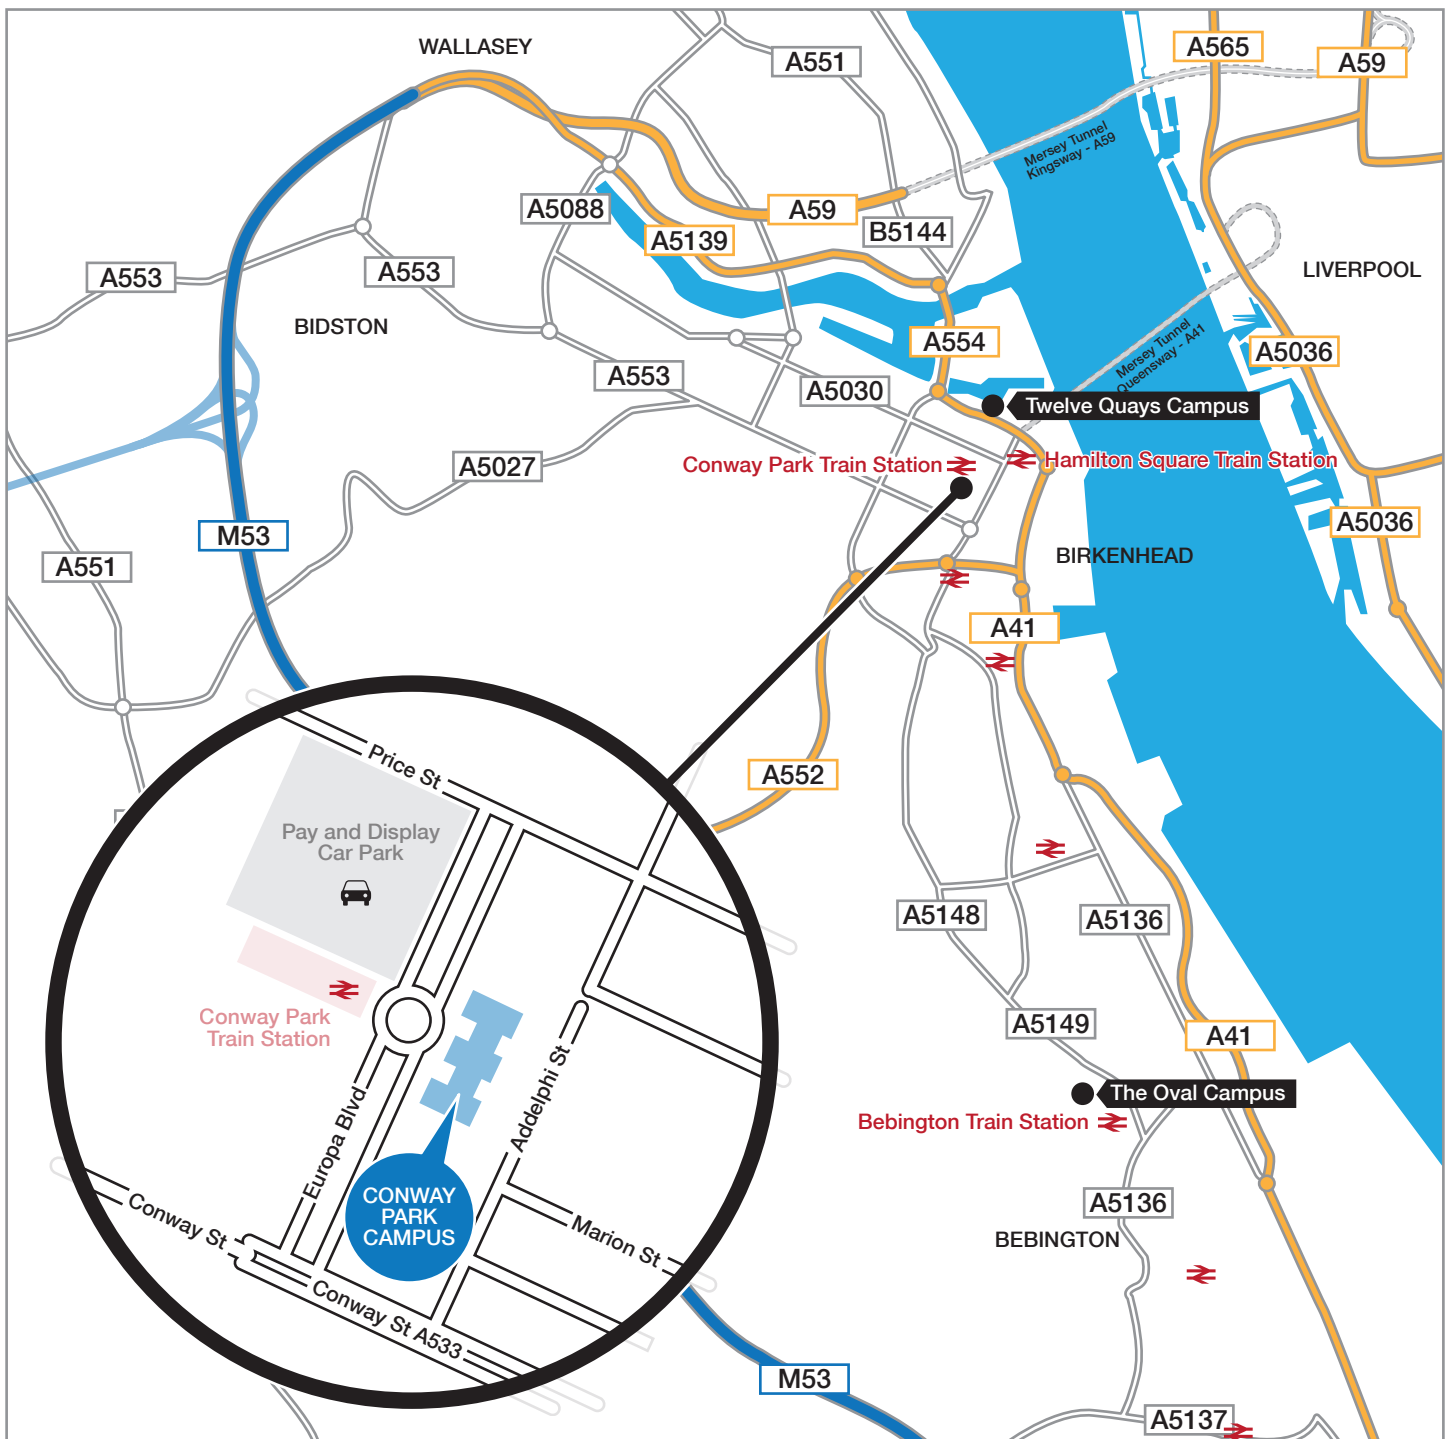 WALLASEY
A551
A565
A59
Mersey Tunnel
Kingsway - A59
A5088
A59
A5139
B5144
A553
A553
LIVERPOOL
BIDSTON
A554
Mersey Tunnel
Queensway - A41
A5036
A553
A5030
Twelve Quays Campus
A5027
Conway Park Train Station
Hamilton Square Train Station
M53
A5036
A551
BIRKENHEAD
A41
A552
Price St
Pay and Display
Car Park
A5148
A5136
Conway Park
Train Station
A5149
A41
Addelphi St
The Oval Campus
Bebington Train Station
Europa Blvd
CONWAY
PARK
CAMPUS
A5136
Conway St
Marion St
BEBINGTON
Conway St A533
M53
A5137